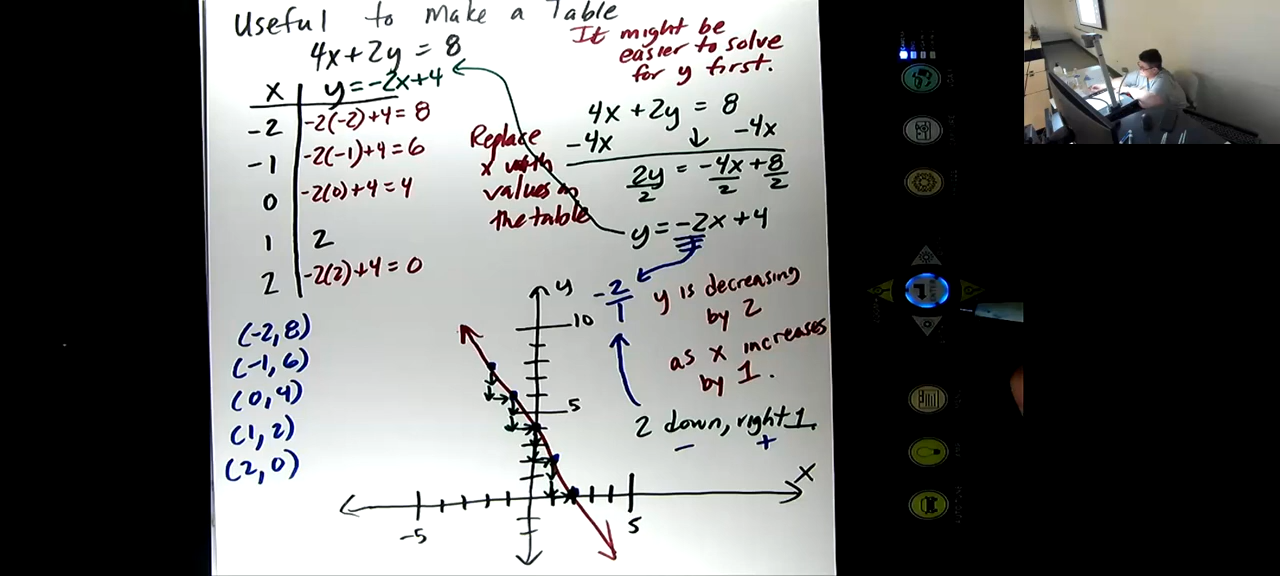 Useful to Make a Table
4x+2y = 8
x | y=-2x+4
-2 | -2(-2)+4=8
-1 | -2(-1)+4=6
0 | -2(0)+4=4
1 | 2
2 | -2(2)+4=0
(-2,8)
(-1,6)
(0,4)
(1,2)
(2,0)
It might be
easier to solve
for y first.
4x+2y = 8
-4x -4x
2y/2 = -4x/2 + 8/2
y=-2x+4
Replace
x with
values in
the table
-2/1
y is decreasing
by 2
as x increases
by 1.
2 down, right 1.
- +
y
10
5
x
-5
5